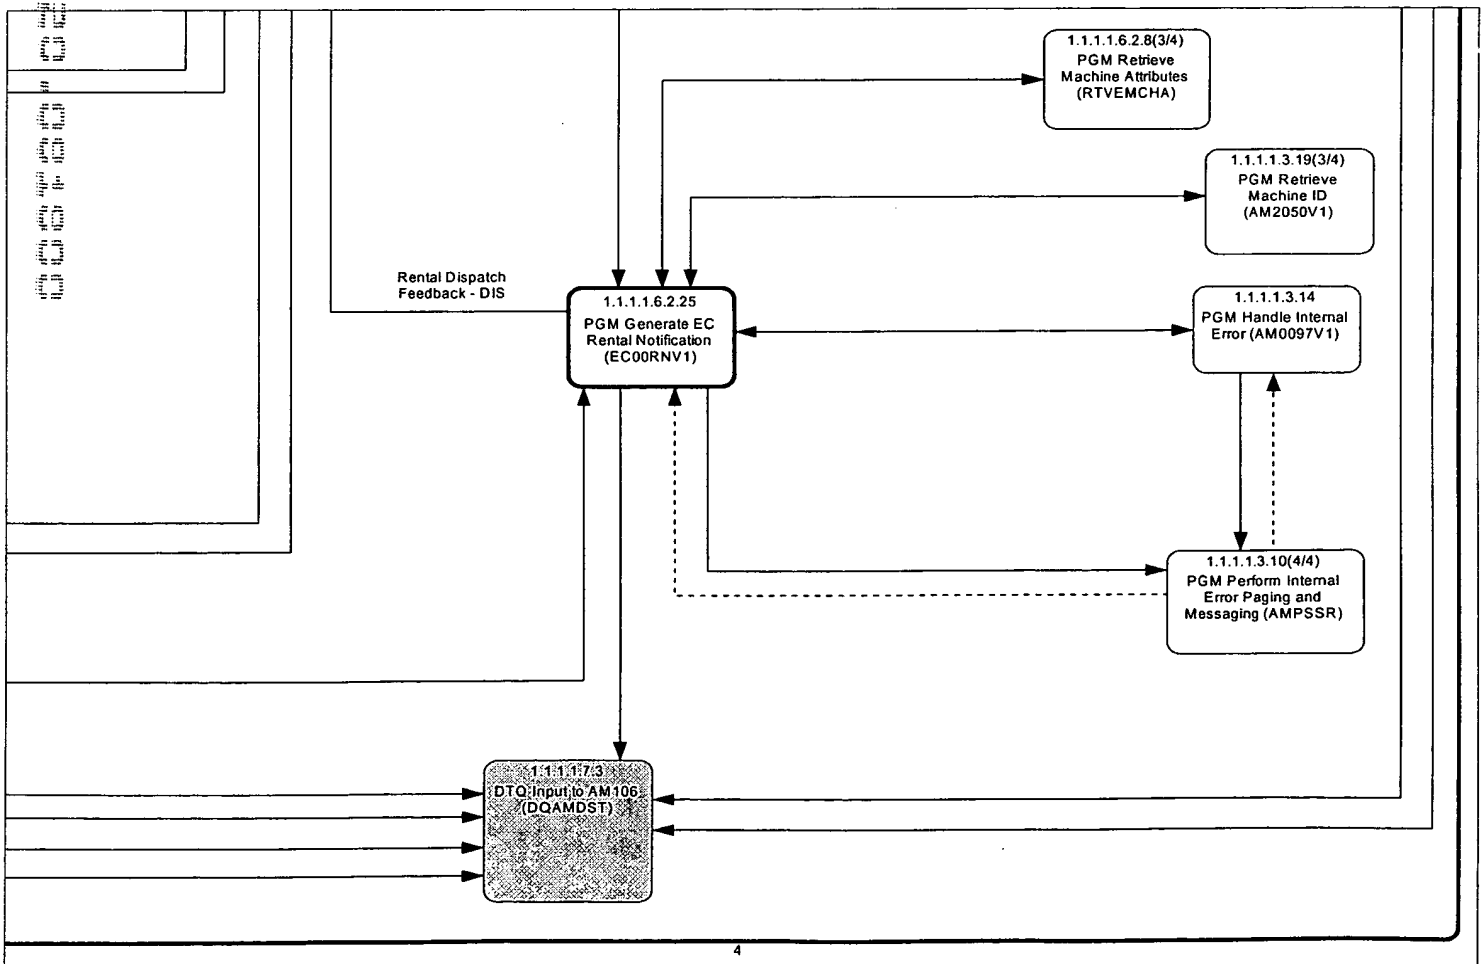 1.1.1.1.6.2.8(3/4)
PGM Retrieve
Machine Attributes
(RTVEMCHA)
1.1.1.1.3.19(3/4)
PGM Retrieve
Machine ID
(AM2050V1)
Rental Dispatch
Feedback - DIS
1.1.1.1.6.2.25
PGM Generate EC
Rental Notification
(EC00RNV1)
1.1.1.1.3.14
PGM Handle Internal
Error (AM0097V1)
1.1.1.1.3.10(4/4)
PGM Perform Internal
Error Paging and
Messaging (AMPSSR)
1.1.1.1.7.3
DTQ Input to AM106
(DQAMDST)
4